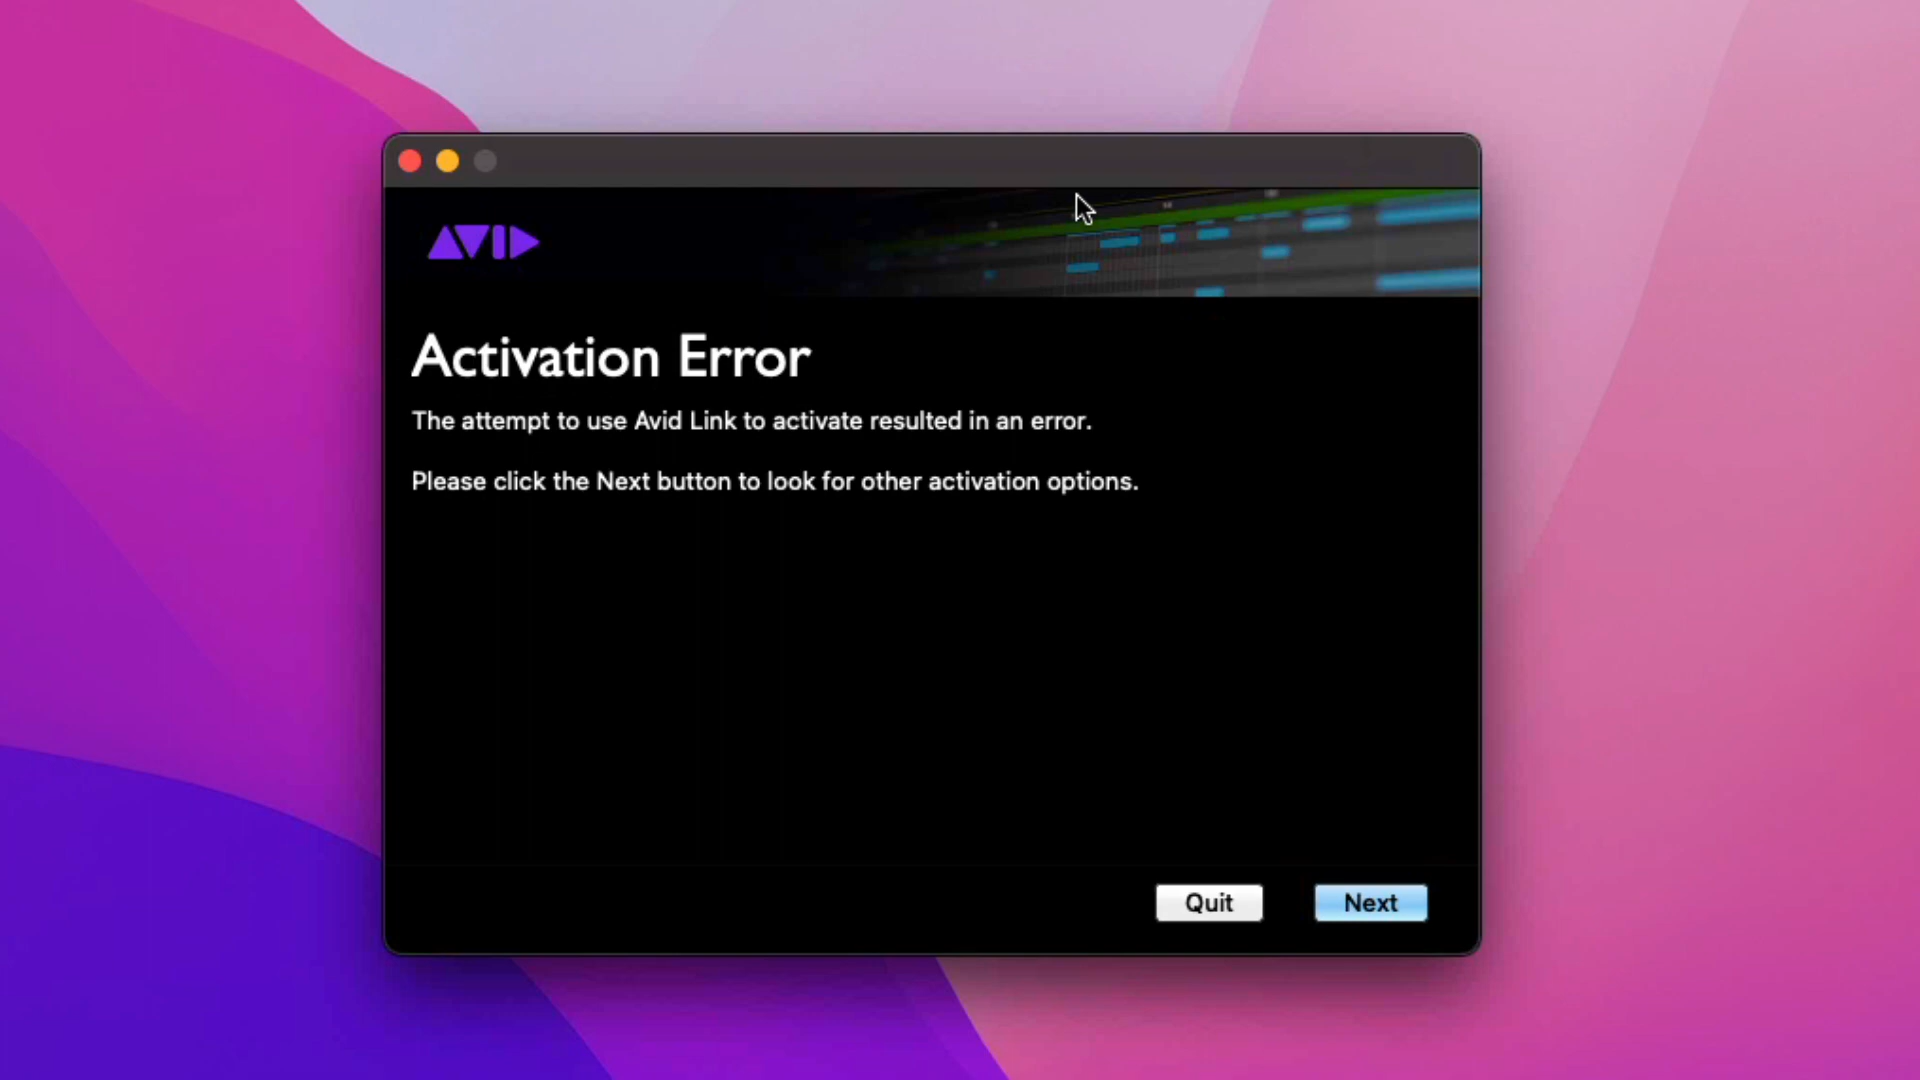 AVID
Activation Error
The attempt to use Avid Link to activate resulted in an error.
Please click the Next button to look for other activation options.
Quit
Next